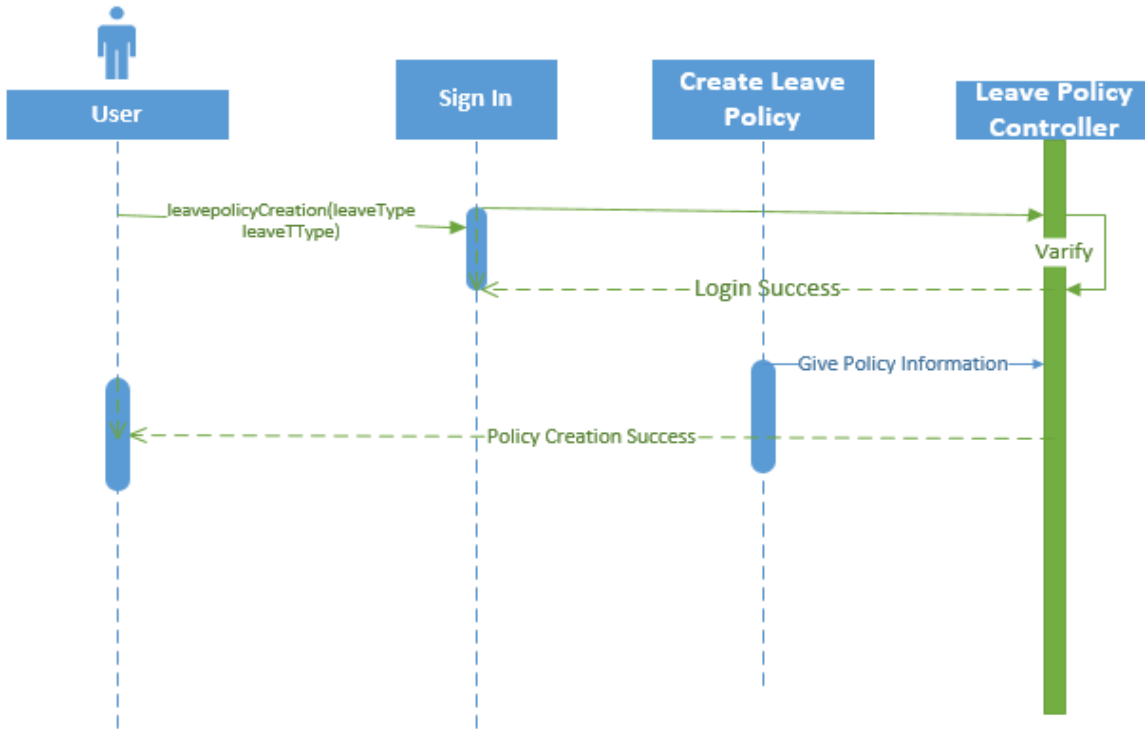 User
Sign In
Create Leave
Policy
Leave Policy
Controller
leavepolicyCreation(leaveType
leaveTType)
Varify
Login Success
Give Policy Information
Policy Creation Success